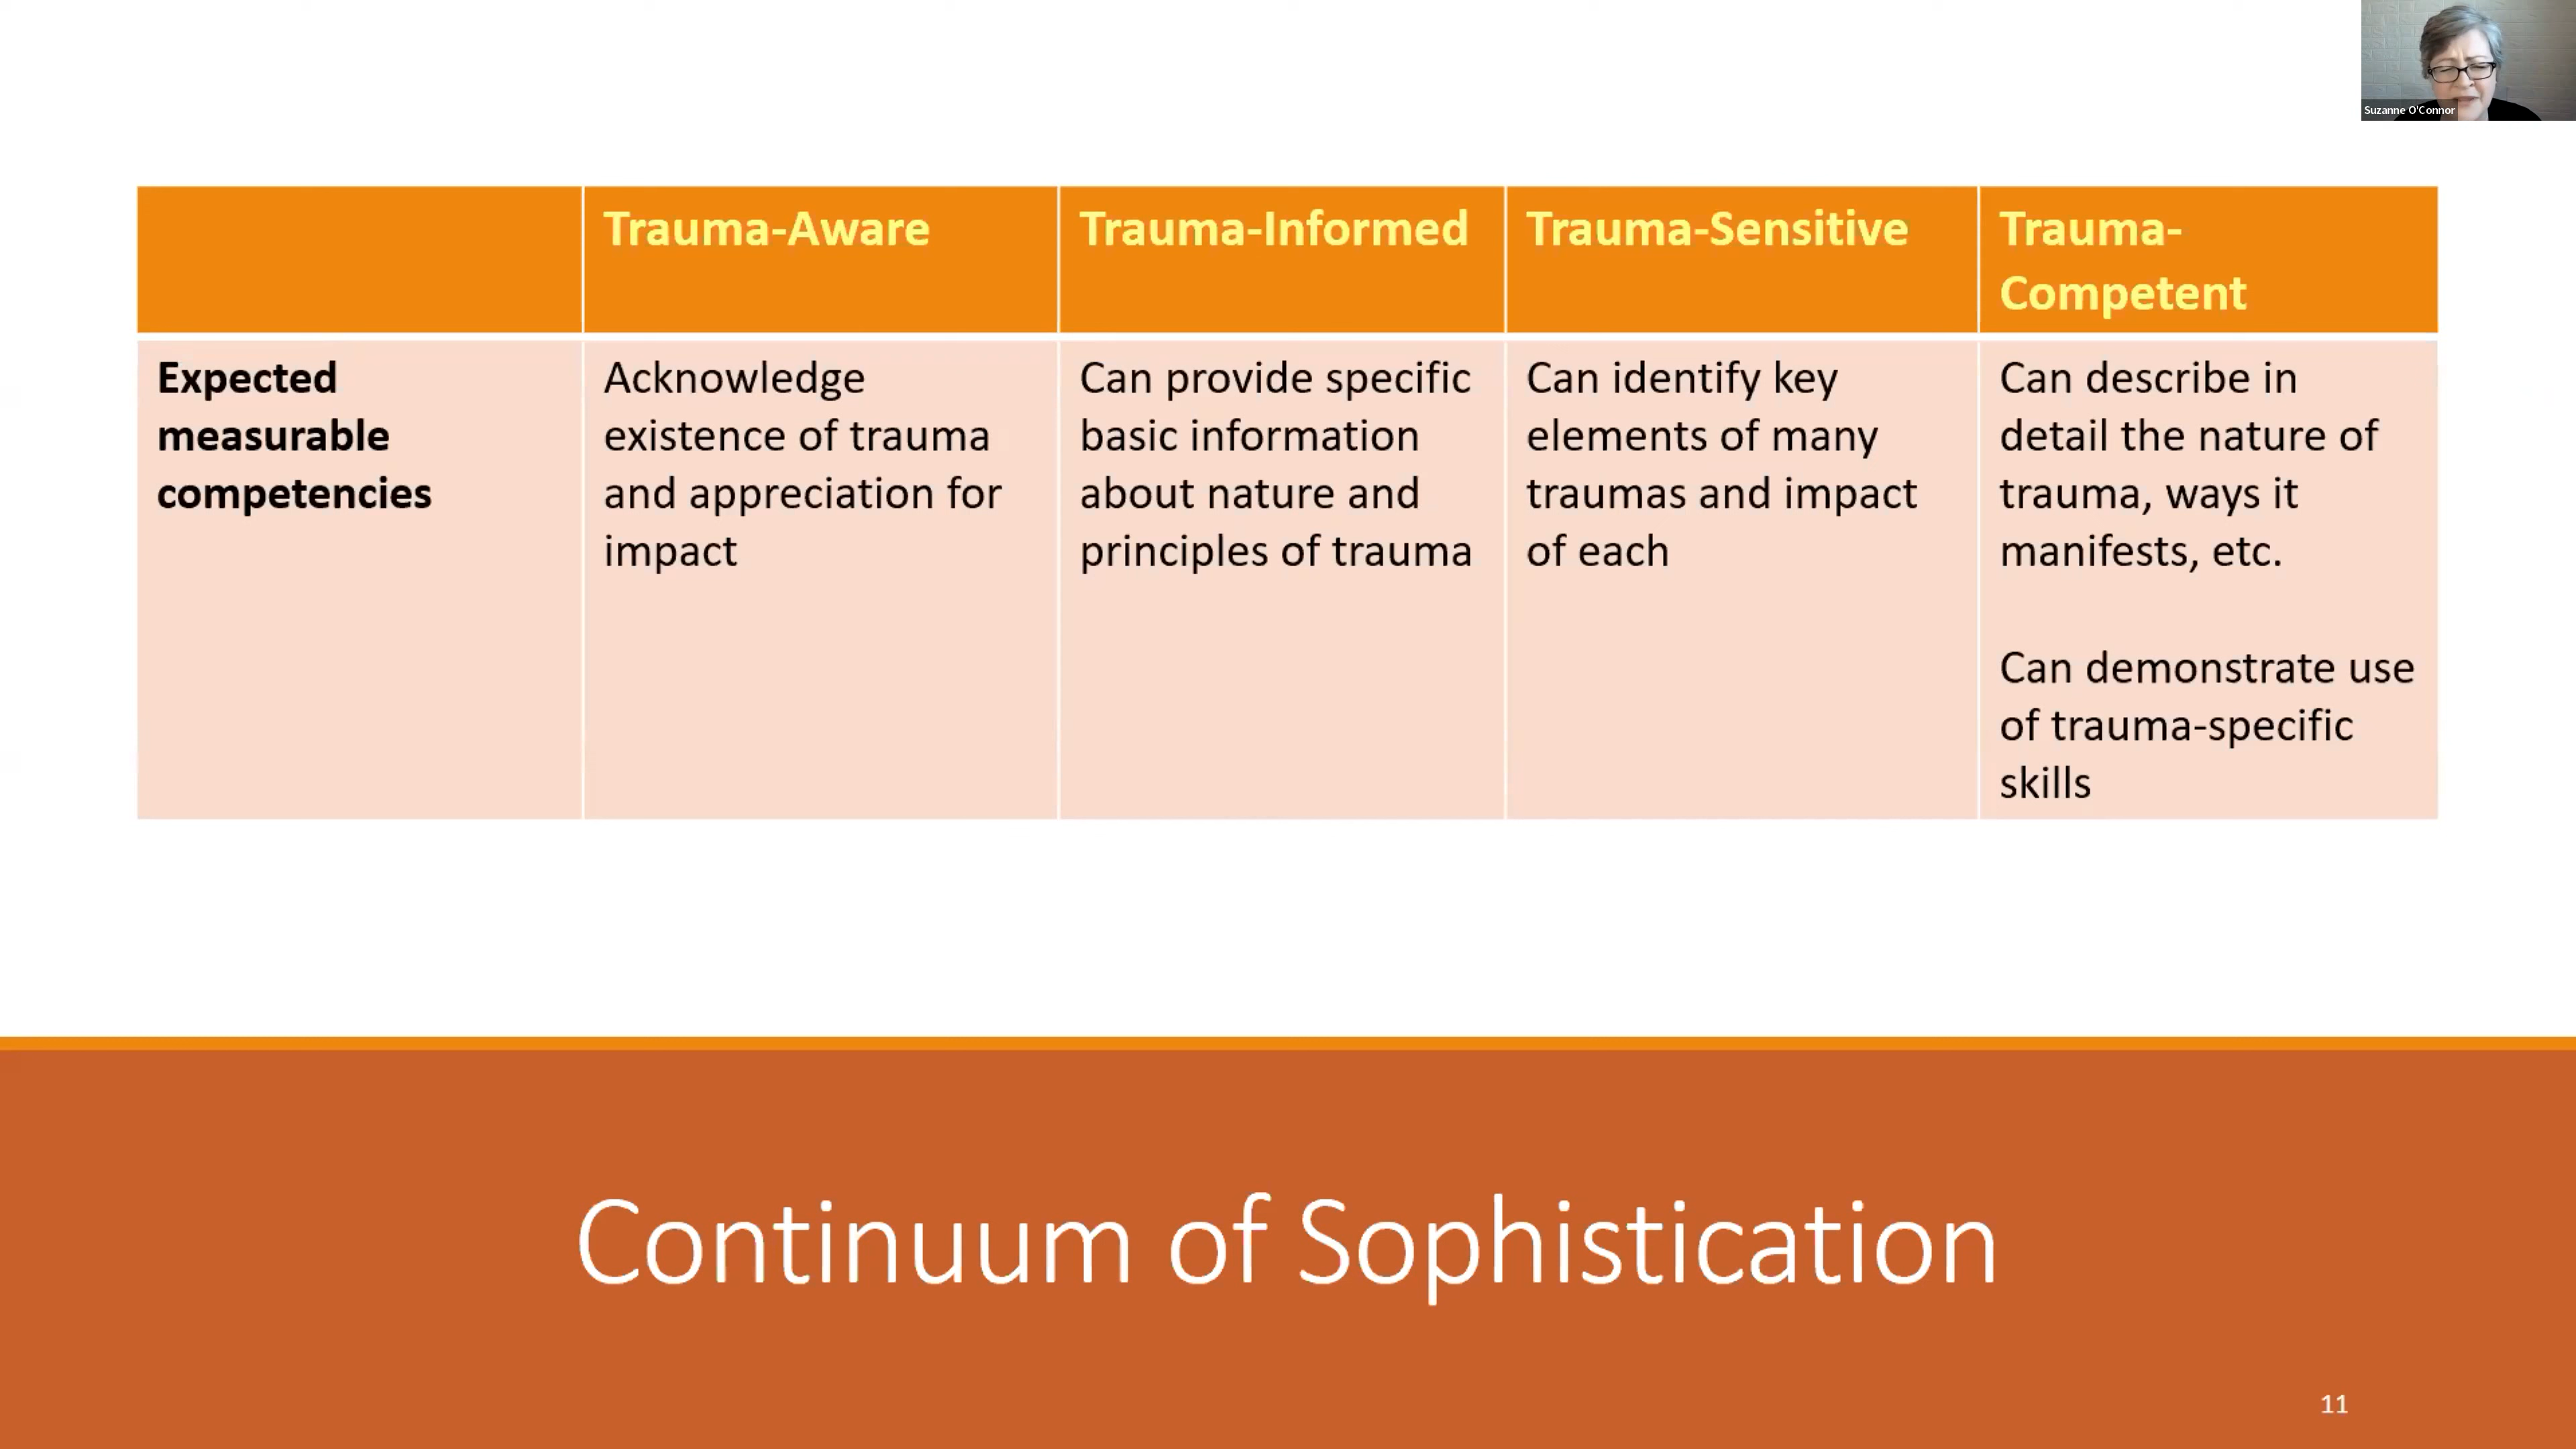 Suzanne O'Connor
Trauma-Aware
Trauma-Informed
Trauma-Sensitive
Trauma-
Competent
Expected
measurable
competencies
Acknowledge
existence of trauma
and appreciation for
impact
Can provide specific
basic information
about nature and
principles of trauma
Can identify key
elements of many
traumas and impact
of each
Can describe in
detail the nature of
trauma, ways it
manifests, etc.
Can demonstrate use
of trauma-specific
skills
Continuum of Sophistication
11